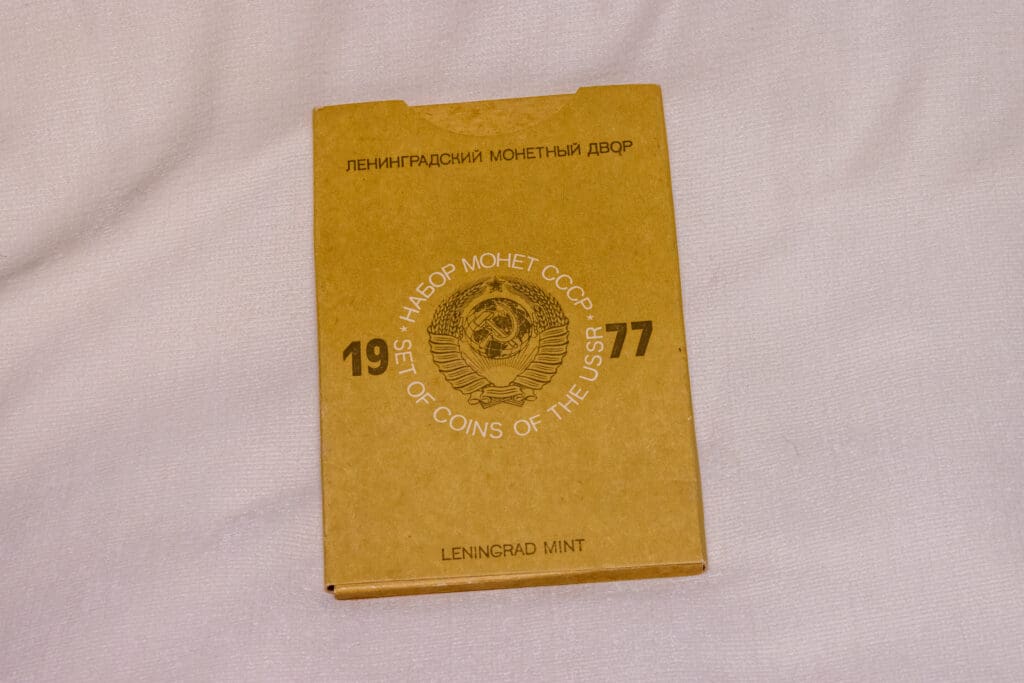 ЛЕНИНГРАДСКИЙ МОНЕТНЫЙ ДВОР
* НАБОР МОНЕТ СССР *
19 77
SET OF COINS OF THE USSR
LENINGRAD MINT